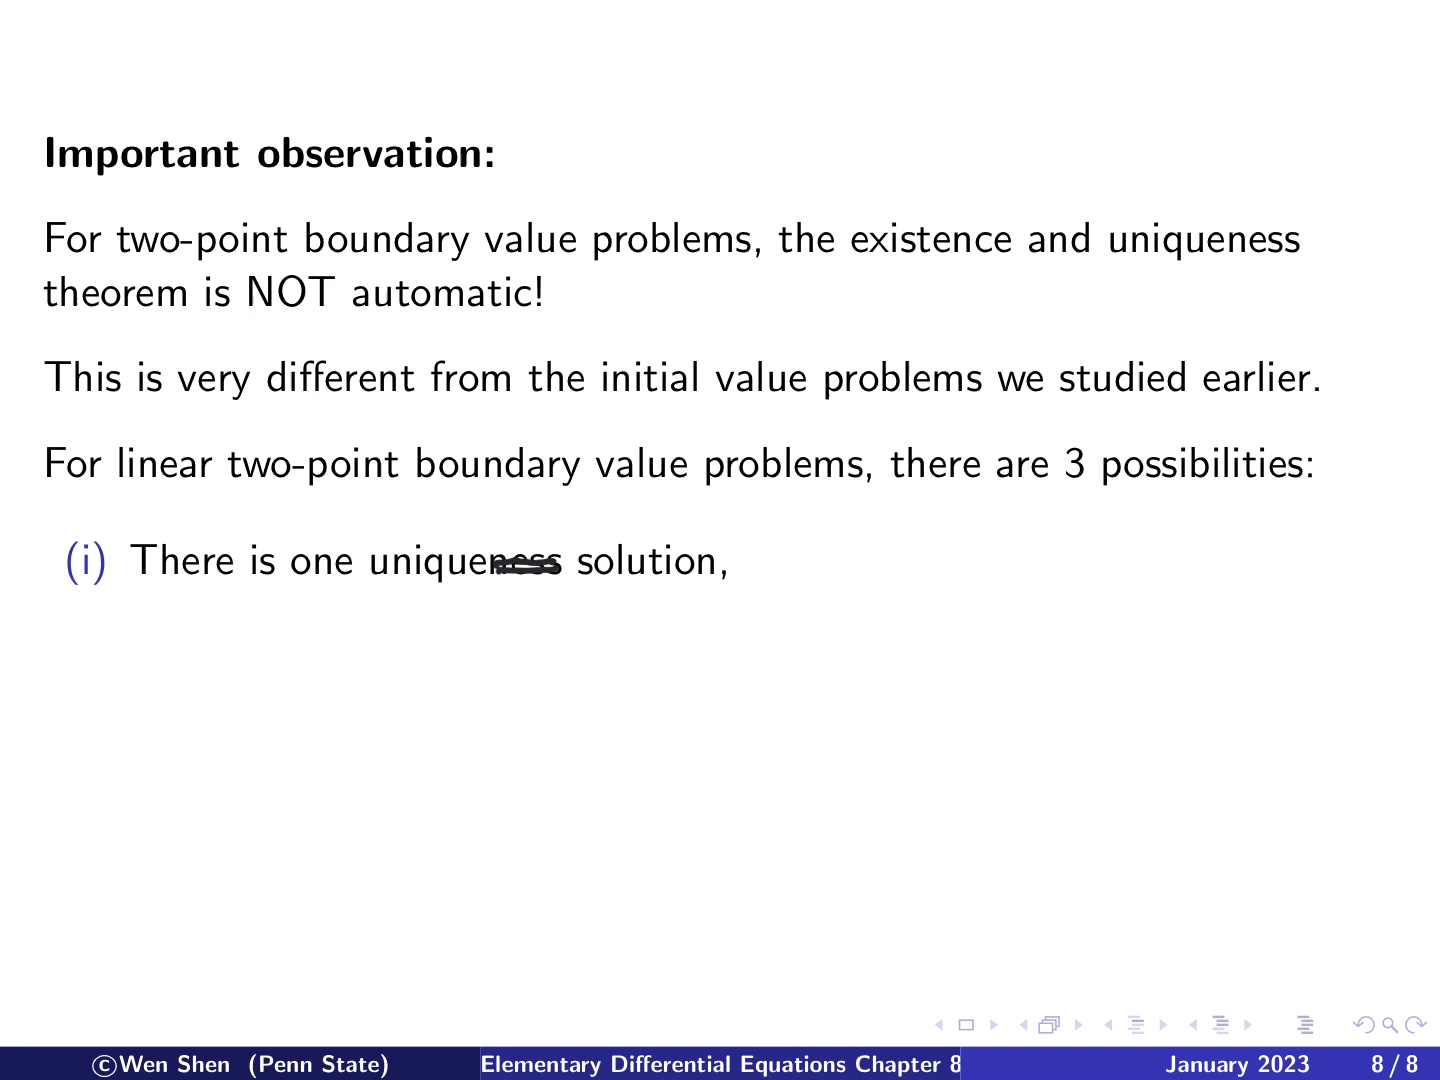 Important observation:
For two-point boundary value problems, the existence and uniqueness
theorem is NOT automatic!
This is very different from the initial value problems we studied earlier.
For linear two-point boundary value problems, there are 3 possibilities:
(i) There is one uniqueness solution,
©Wen Shen (Penn State) Elementary Differential Equations Chapter 8 January 2023 8 / 8